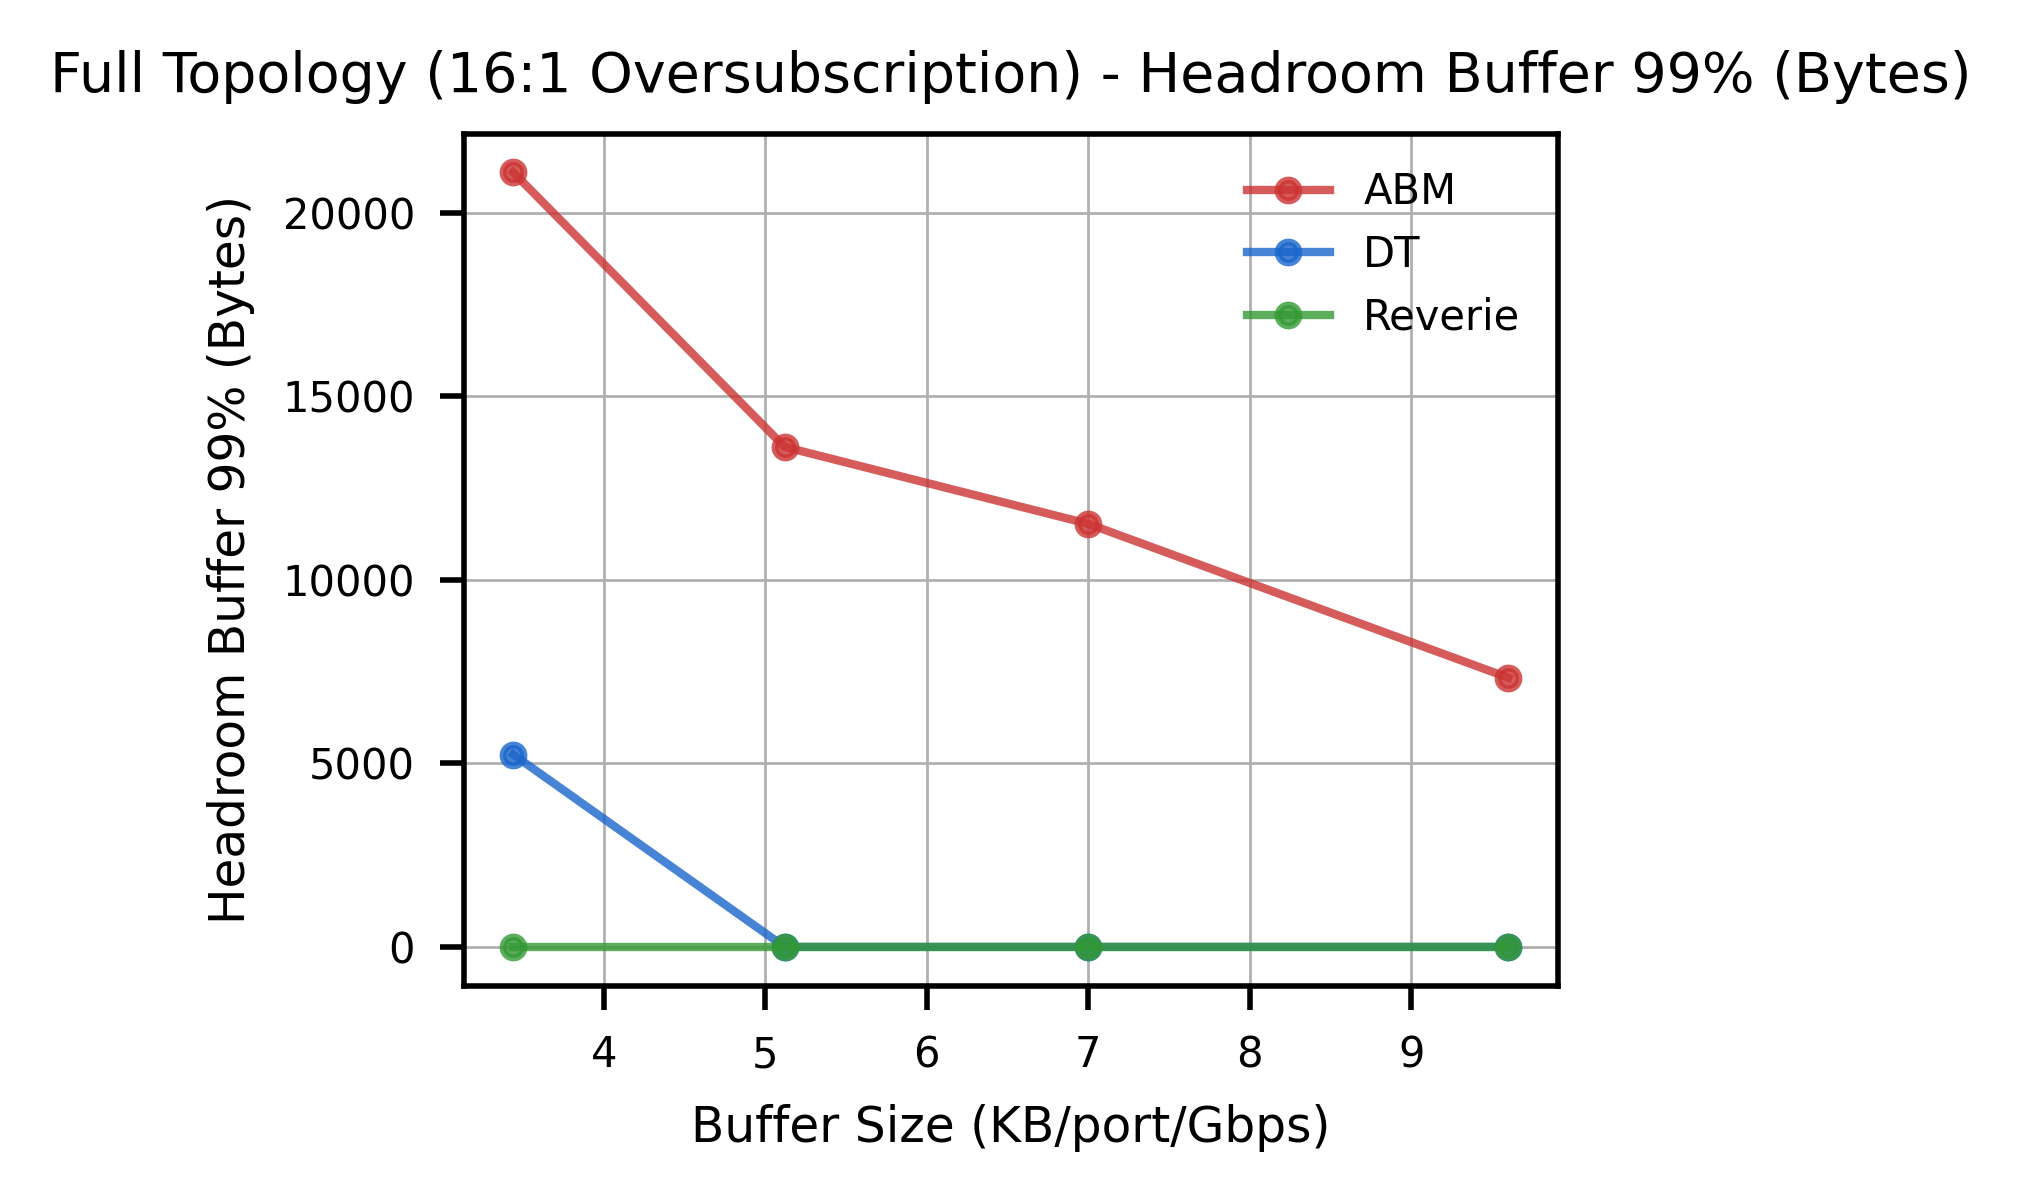 Full Topology (16:1 Oversubscription) - Headroom Buffer 99% (Bytes)
Headroom Buffer 99% (Bytes)
20000
15000
10000
5000
0
ABM
DT
Reverie
4 5 6 7 8 9
Buffer Size (KB/port/Gbps)